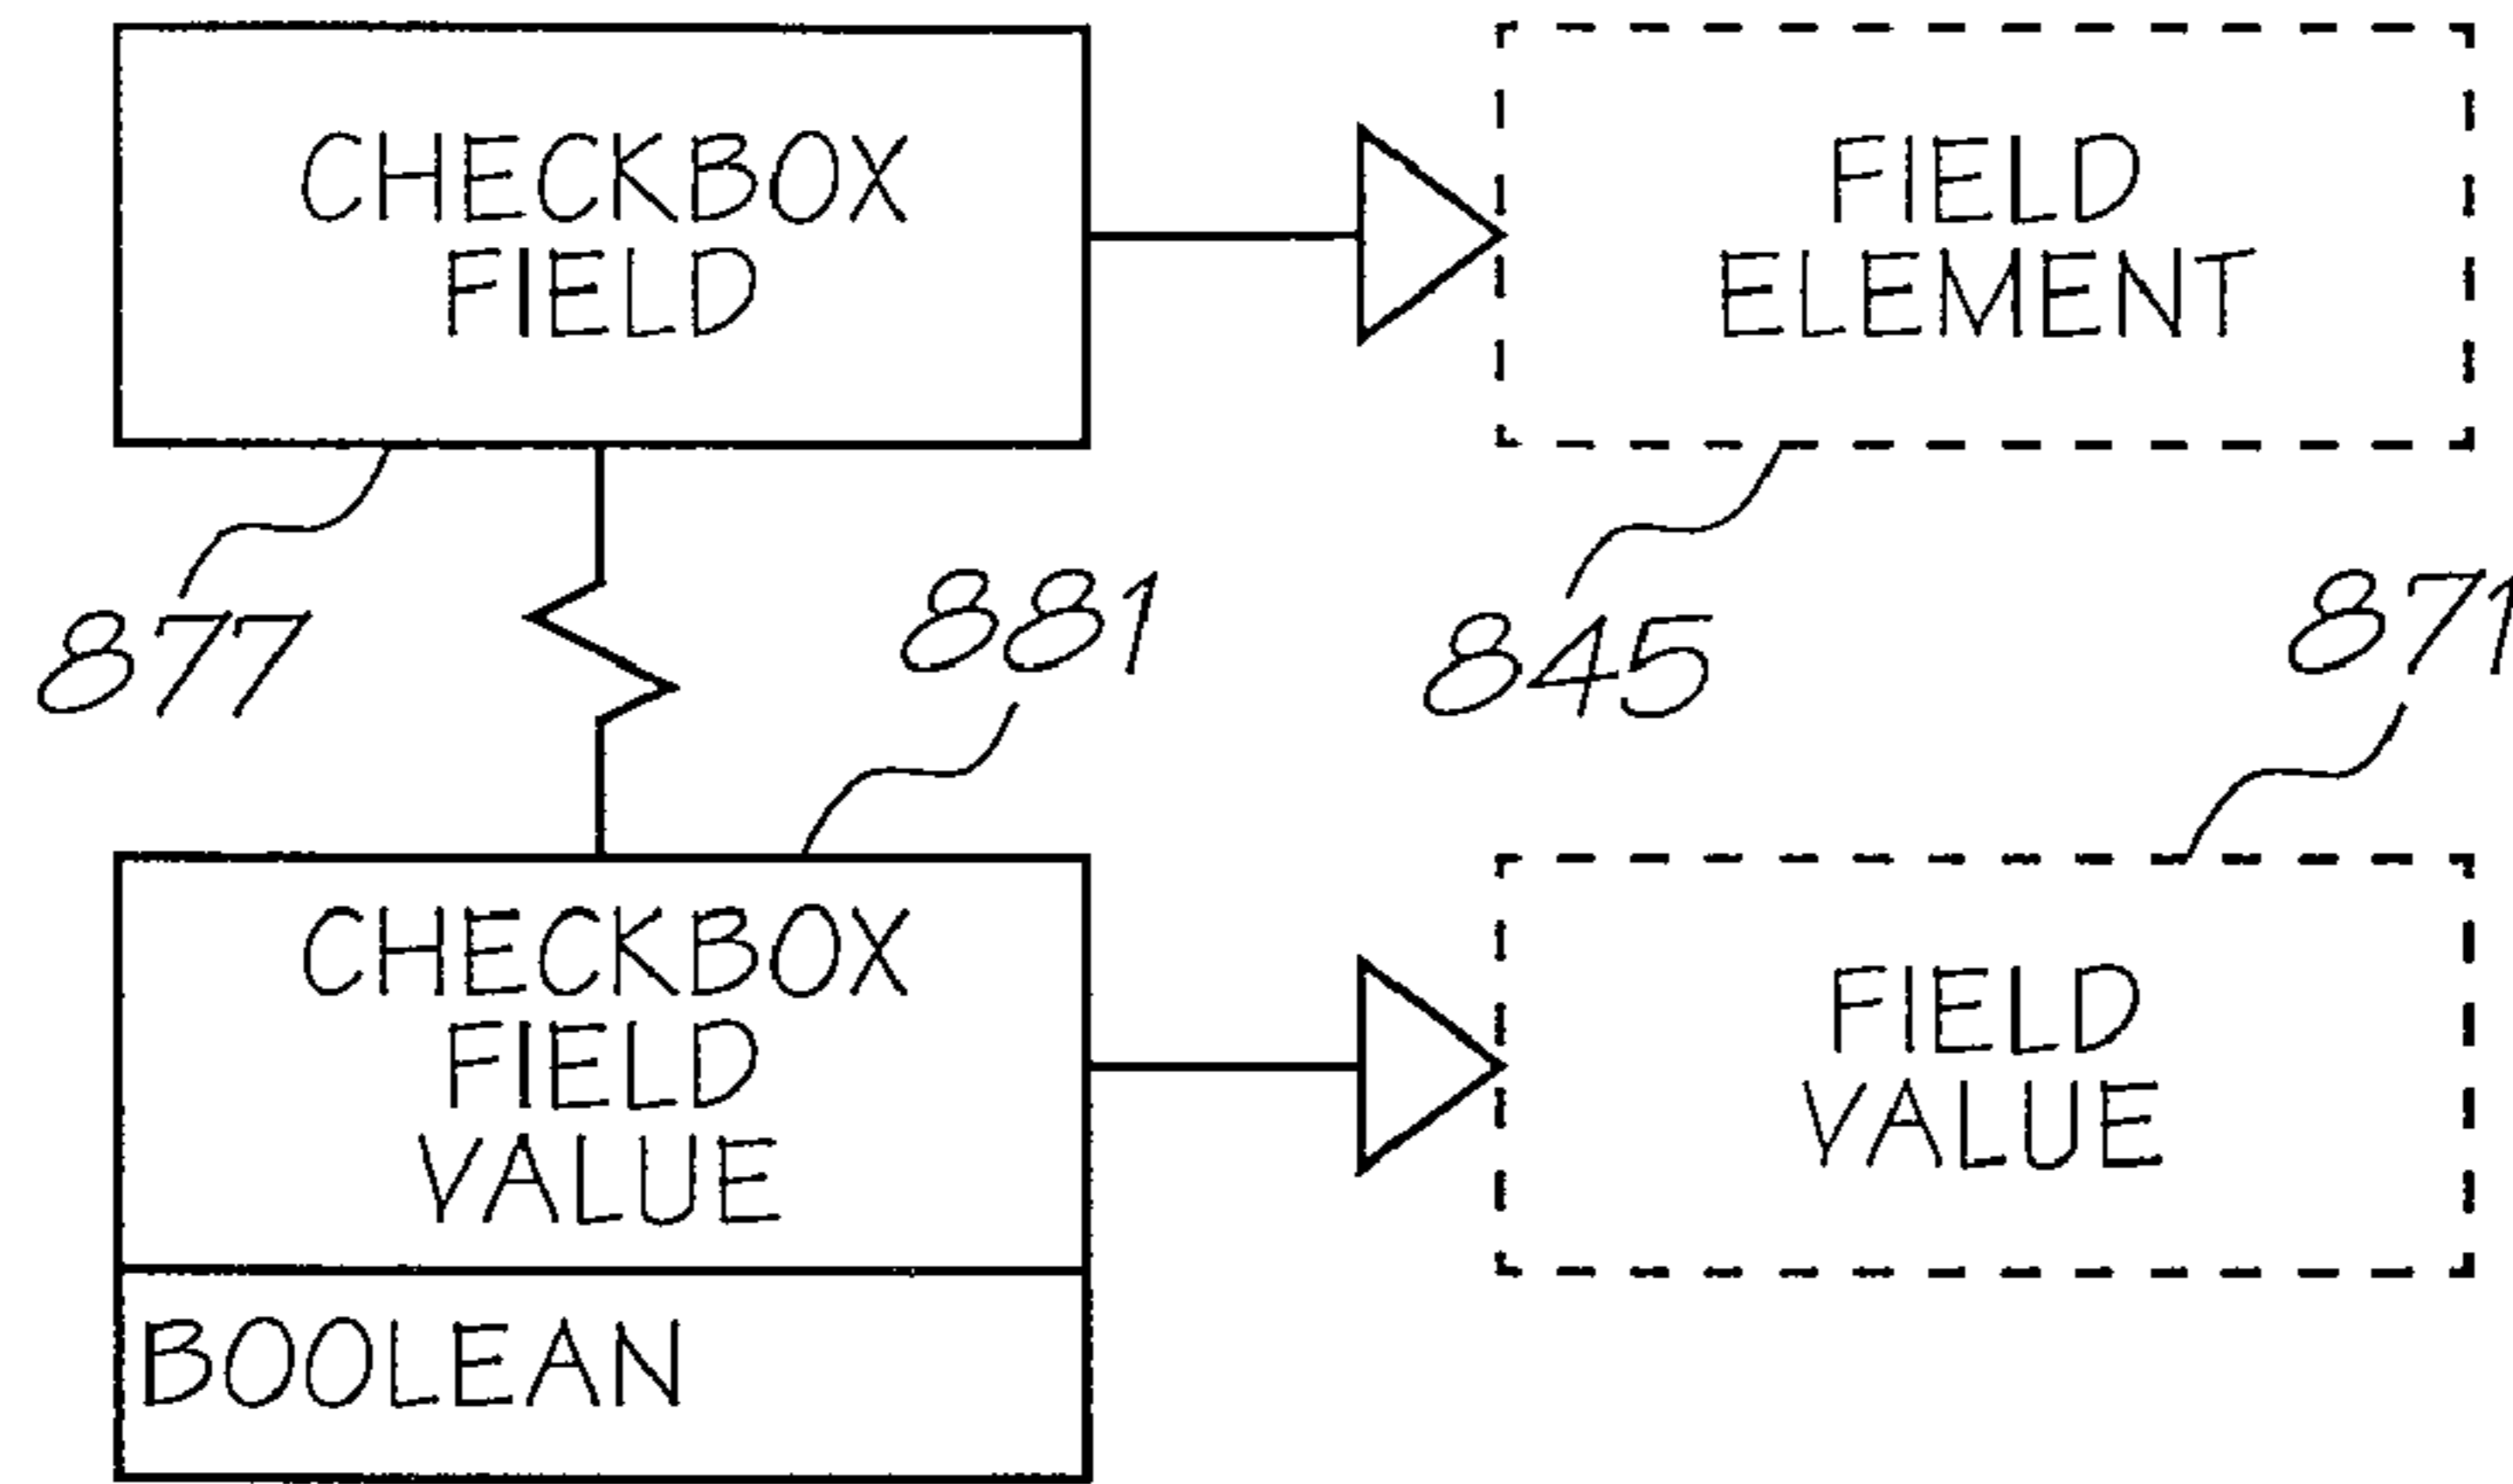 CHECKBOX
FIELD
FIELD
ELEMENT
877
881
845
871
CHECKBOX
FIELD
VALUE
BOOLEAN
FIELD
VALUE